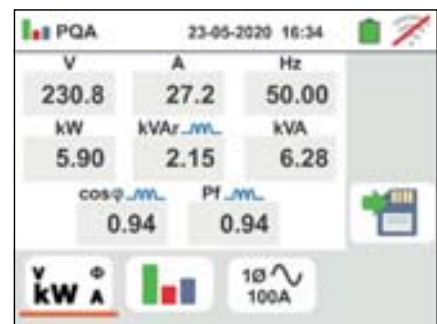 PQA 23-05-2020 16:34
V A Hz
230.8 27.2 50.00
kW kVAr kVA
5.90 2.15 6.28
cosφ Pf
0.94 0.94
V Φ
kW A
1Ø
100A